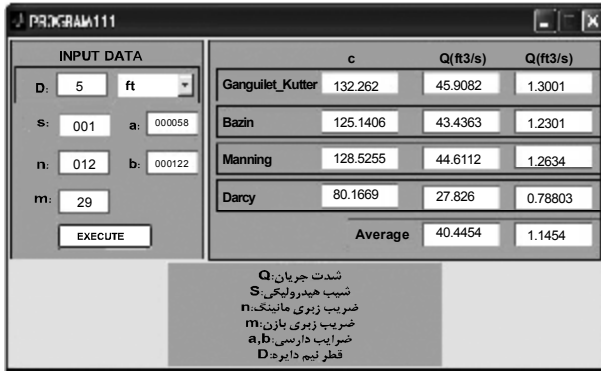 PROGRAM111
INPUT DATA
D: 5 ft
S: 001 a: 000058
n: 012 b: 000122
m: 29
EXECUTE
c Q(ft3/s) Q(ft3/s)
Ganguilet_Kutter 132.262 45.9082 1.3001
Bazin 125.1406 43.4363 1.2301
Manning 128.5255 44.6112 1.2634
Darcy 80.1669 27.826 0.78803
Average 40.4454 1.1454
شدت جریان:Q
شیب هیدرولیکی:S
ضریب زبری مانینگ:n
ضریب زبری بازن:m
ضرایب دارسی:a,b
قطر نیم دایره:D